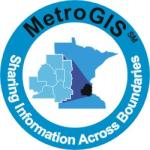 MetroGIS SM
Sharing Information Across Boundaries